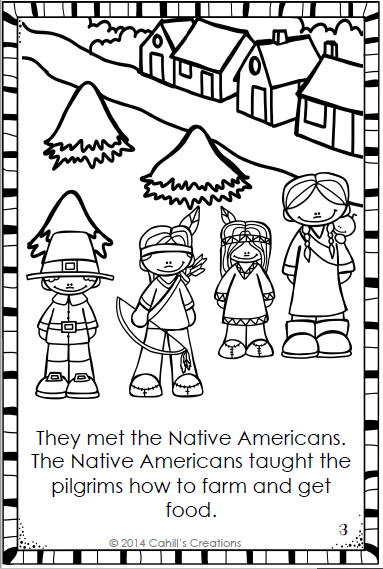 They met the Native Americans.
The Native Americans taught the
pilgrims how to farm and get
food.
3
© 2014 Cahill's Creations